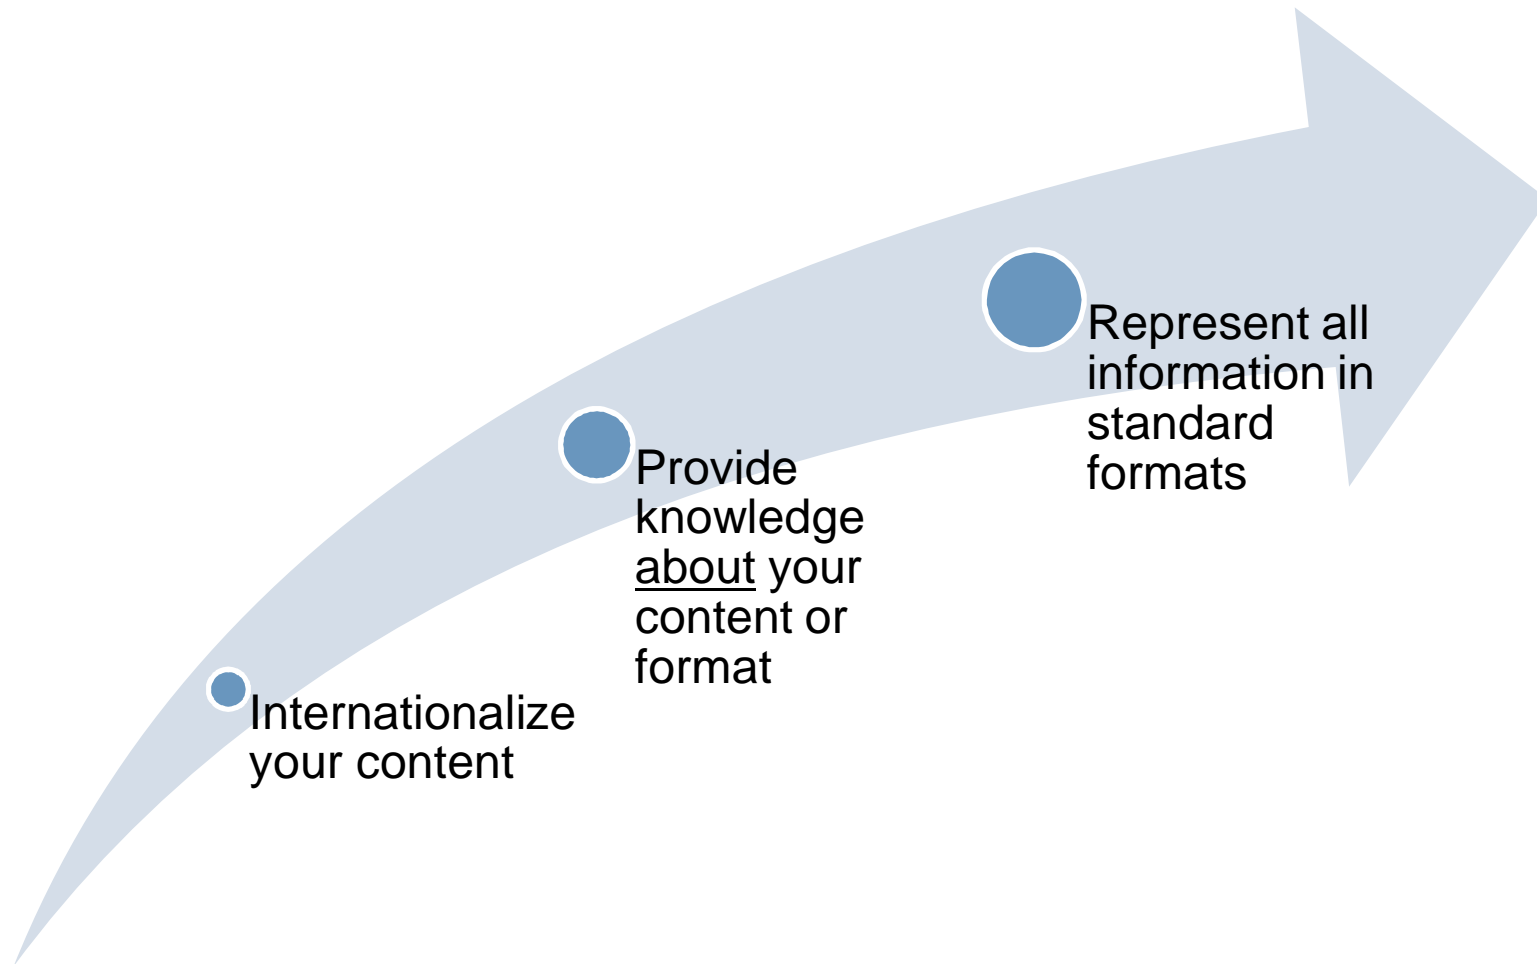 Internationalize
your content
Provide
knowledge
about your
content or
format
Represent all
information in
standard
formats